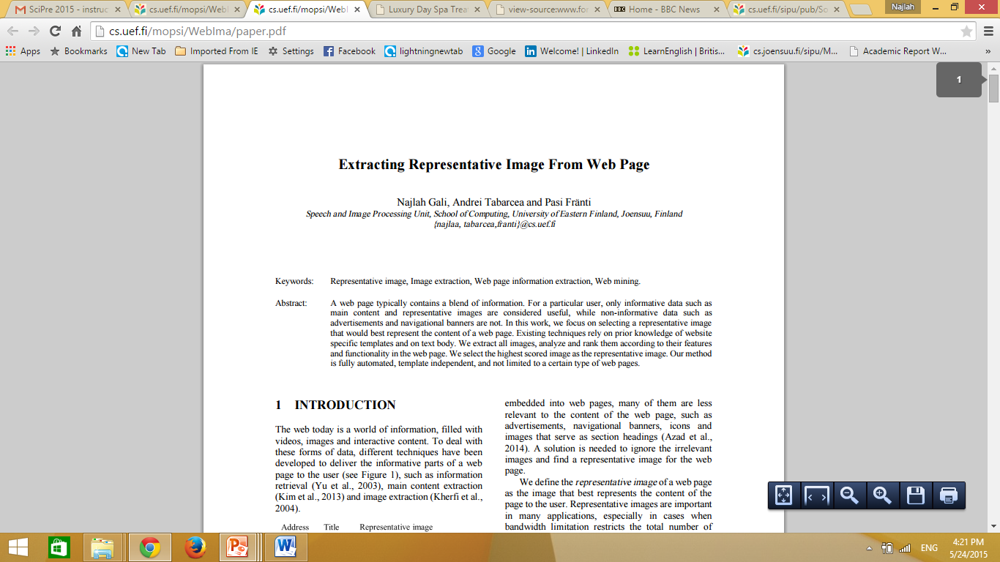 SciPre 2015 - instruc
cs.uef.fi/mopsi/WebI
cs.uef.fi/mopsi/WebI
Luxury Day Spa Trea
view-source:www.fo
BBC Home - BBC News
cs.uef.fi/sipu/pub/So
Najlah
cs.uef.fi/mopsi/WebIma/paper.pdf
Apps
Bookmarks
New Tab
Imported From IE
Settings
Facebook
lightningnewtab
Google
Welcome! | LinkedIn
LearnEnglish | Britis...
cs.joensuu.fi/sipu/M...
Academic Report W...
»
1
Extracting Representative Image From Web Page
Najlah Gali, Andrei Tabarcea and Pasi Fränti
Speech and Image Processing Unit, School of Computing, University of Eastern Finland, Joensuu, Finland
{najlaa, tabarcea,franti}@cs.uef.fi
Keywords: Representative image, Image extraction, Web page information extraction, Web mining.
Abstract: A web page typically contains a blend of information. For a particular user, only informative data such as
main content and representative images are considered useful, while non-informative data such as
advertisements and navigational banners are not. In this work, we focus on selecting a representative image
that would best represent the content of a web page. Existing techniques rely on prior knowledge of website
specific templates and on text body. We extract all images, analyze and rank them according to their features
and functionality in the web page. We select the highest scored image as the representative image. Our method
is fully automated, template independent, and not limited to a certain type of web pages.
1 INTRODUCTION
The web today is a world of information, filled with
videos, images and interactive content. To deal with
these forms of data, different techniques have been
developed to deliver the informative parts of a web
page to the user (see Figure 1), such as information
retrieval (Yu et al., 2003), main content extraction
(Kim et al., 2013) and image extraction (Kherfi et al.,
2004).
Address Title Representative image
embedded into web pages, many of them are less
relevant to the content of the web page, such as
advertisements, navigational banners, icons and
images that serve as section headings (Azad et al.,
2014). A solution is needed to ignore the irrelevant
images and find a representative image for the web
page.
We define the representative image of a web page
as the image that best represents the content of the
page to the user. Representative images are important
in many applications, especially in cases when
bandwidth limitation restricts the total number of
ENG
4:21 PM
5/24/2015